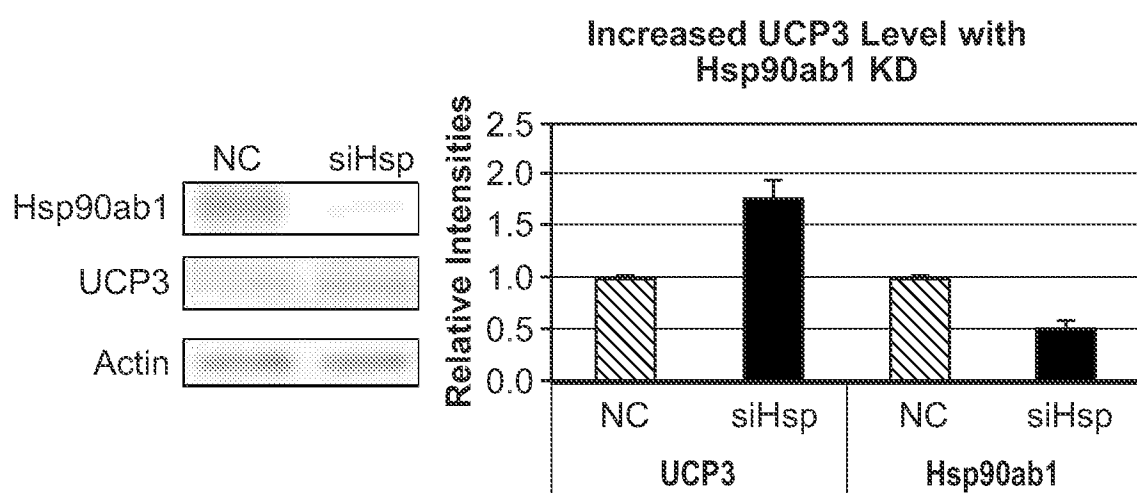 NC siHsp
Hsp90ab1
UCP3
Actin
Increased UCP3 Level with
Hsp90ab1 KD
Relative Intensities
2.5
2.0
1.5
1.0
0.5
0.0
NC siHsp NC siHsp
UCP3 Hsp90ab1